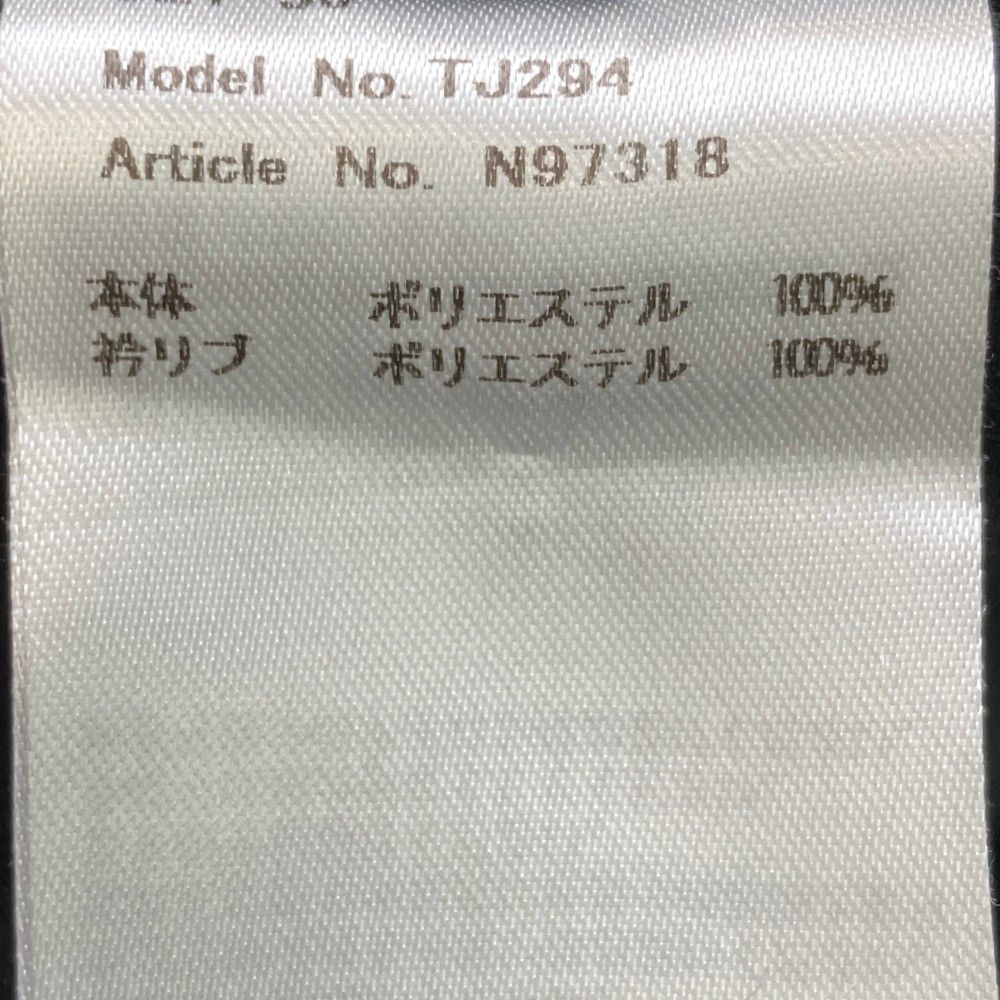 Model No. TJ294
Article No. N97318
本体 ポリエステル 100%
衿リブ ポリエステル 100%